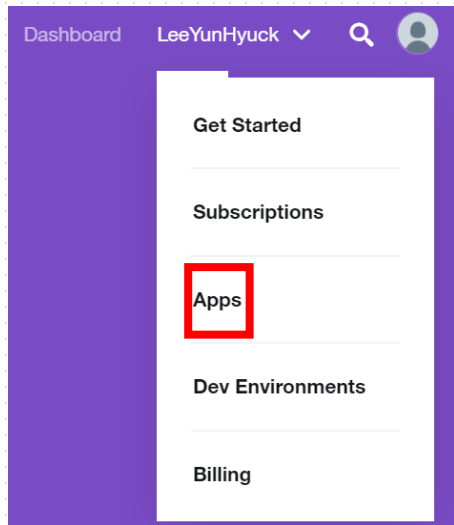 Dashboard LeeYunHyuck
Get Started
Subscriptions
Apps
Dev Environments
Billing